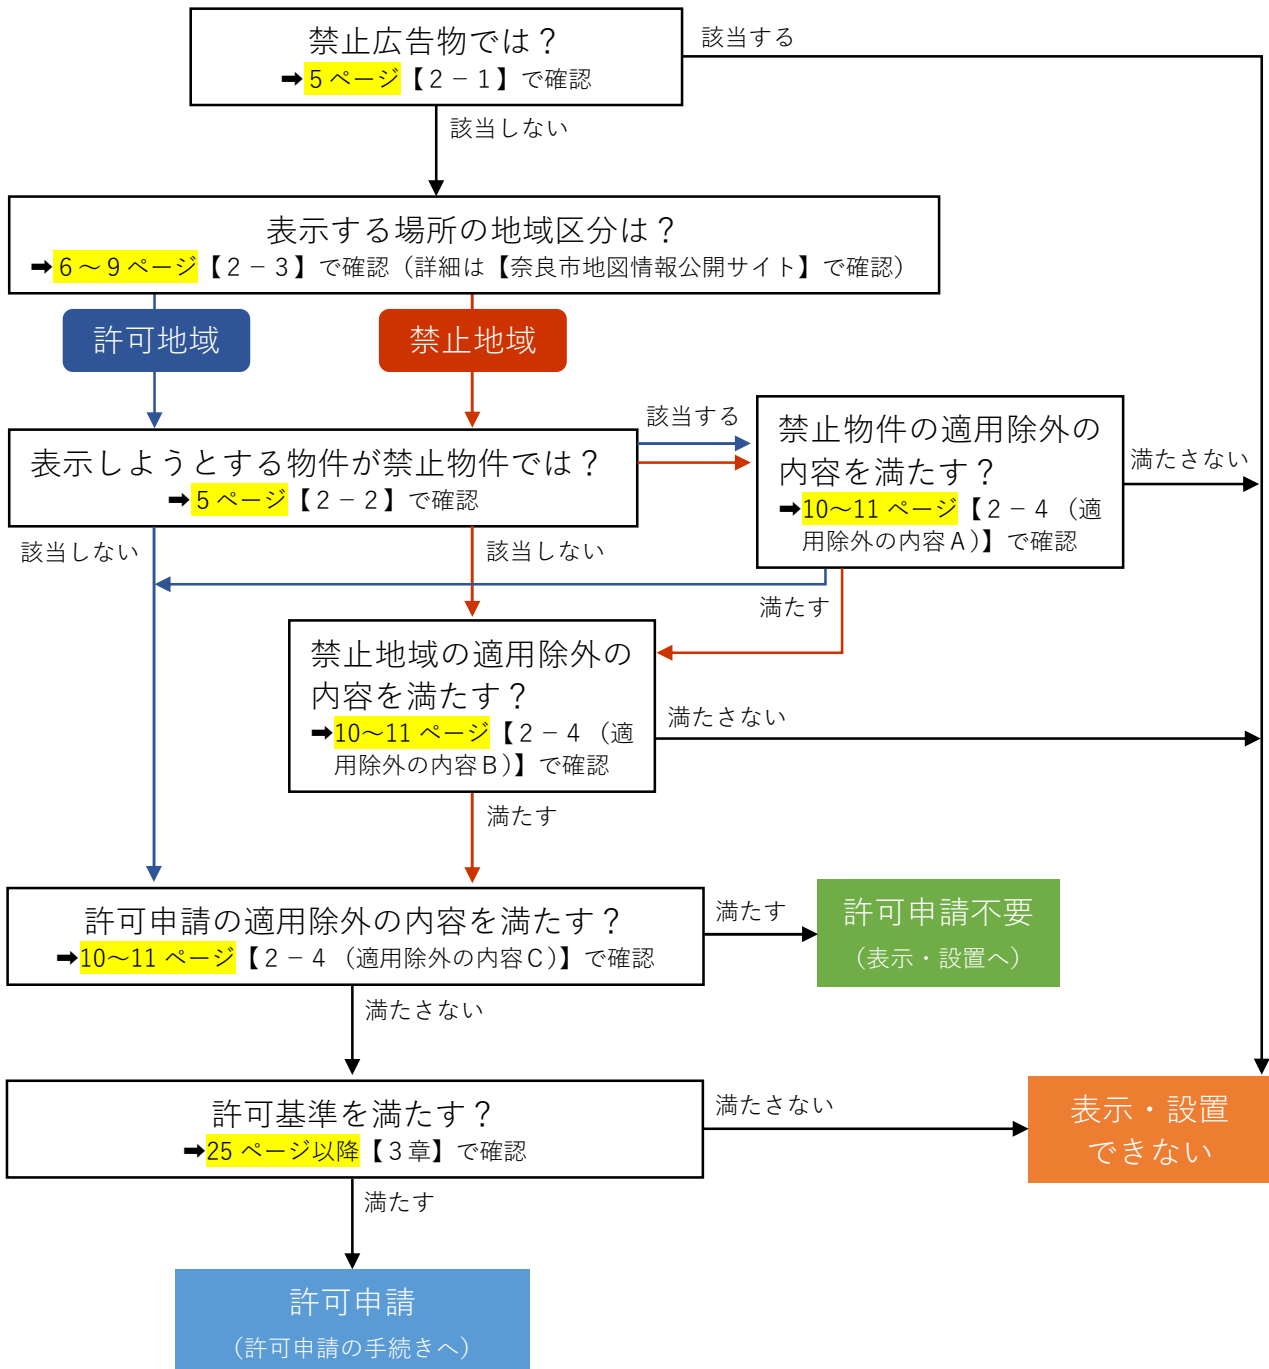 禁止広告物では？
該当する
➡５ページ【２－１】で確認
該当しない
表示する場所の地域区分は？
➡６～９ページ【２－３】で確認（詳細は【奈良市地図情報公開サイト】で確認）
許可地域
禁止地域
該当する
禁止物件の適用除外の
内容を満たす？
➡10～11 ページ【２－４（適
用除外の内容Ａ）】で確認
満たさない
表示しようとする物件が禁止物件では？
➡５ページ【２－２】で確認
該当しない
該当しない
満たす
禁止地域の適用除外の
内容を満たす？
➡10～11 ページ【２－４（適
用除外の内容Ｂ）】で確認
満たさない
満たす
許可申請の適用除外の内容を満たす？
➡10～11 ページ【２－４（適用除外の内容Ｃ）】で確認
満たす
許可申請不要
（表示・設置へ）
満たさない
許可基準を満たす？
➡25 ページ以降【３章】で確認
満たさない
表示・設置
できない
満たす
許可申請
（許可申請の手続きへ）